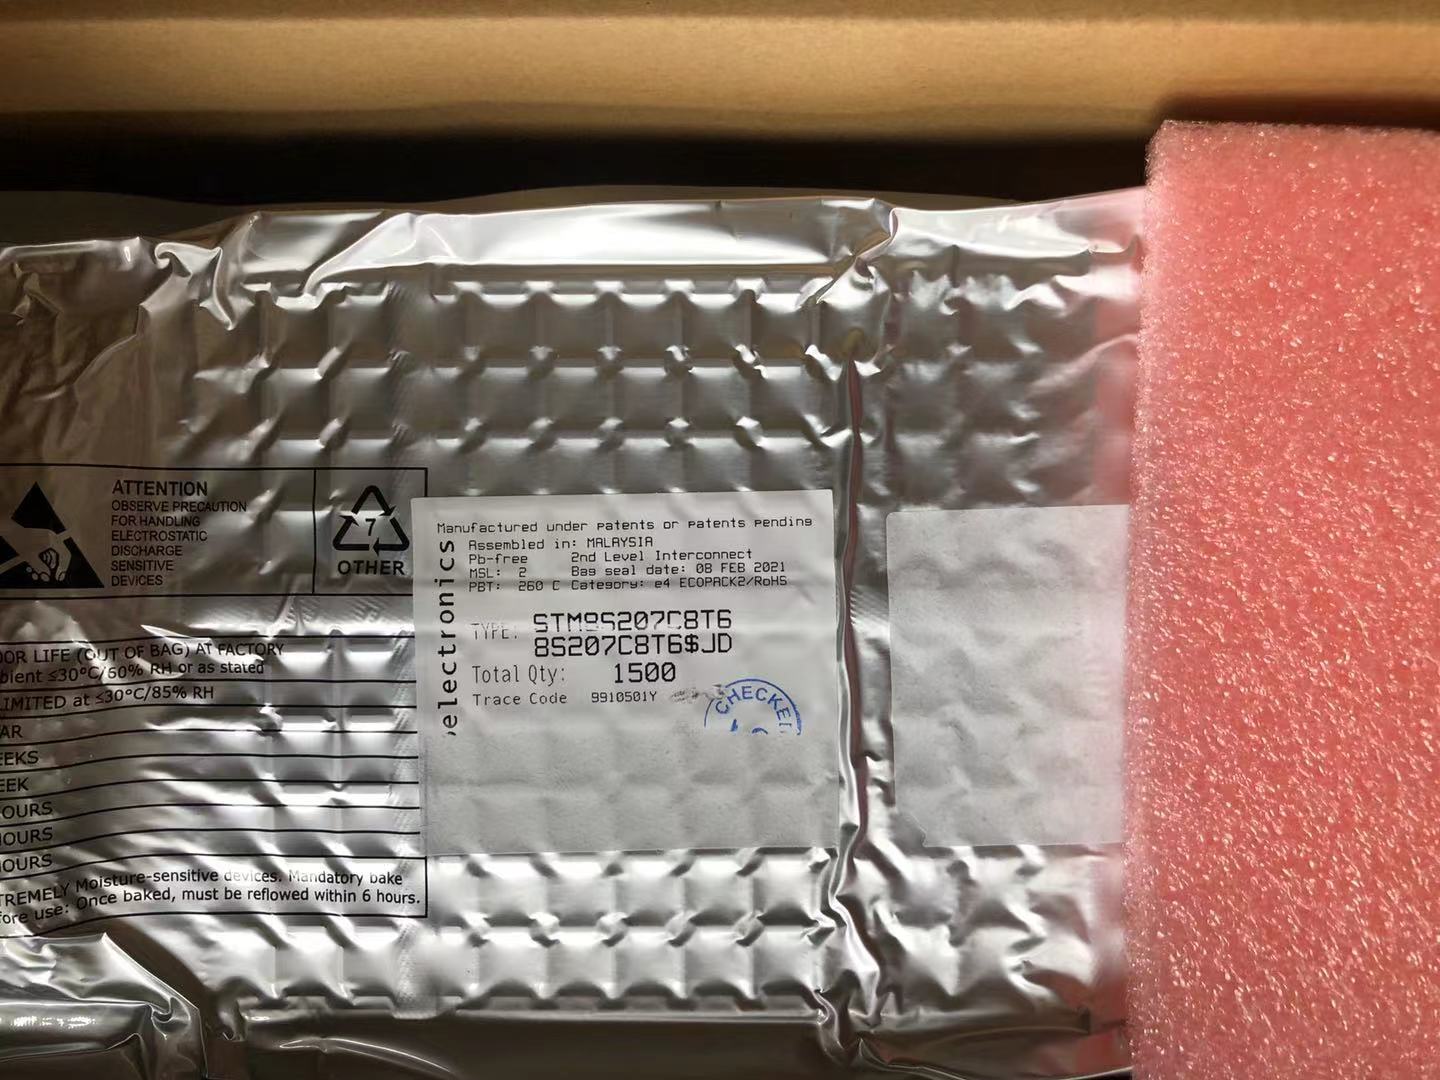 ATTENTION
OBSERVE PRECAUTION
FOR HANDLING
ELECTROSTATIC
DISCHARGE
SENSITIVE
DEVICES
7
OTHER
OOR LIFE (OUT OF BAG) AT FACTORY
bient ≤30°C/60% RH or as stated
LIMITED at ≤30°C/85% RH
AR
EEKS
EEK
OURS
HOURS
OURS
TREMELY Moisture-sensitive devices. Mandatory bake
fore use: Once baked, must be reflowed within 6 hours.
electronics
Manufactured under patents or patents pending
Assembled in: MALAYSIA
Pb-free 2nd Level Interconnect
MSL: 2 Bag seal date: 08 FEB 2021
PBT: 260 C Category: e4 ECOPACK2/RoHS
TYPE: STM8S207C8T6
8S207C8T6$JD
Total Qty: 1500
Trace Code 9910501Y
CHECKE